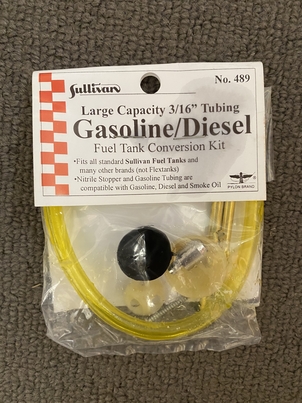 Sullivan
No. 489
Large Capacity 3/16" Tubing
Gasoline/Diesel
Fuel Tank Conversion Kit
•Fits all standard Sullivan Fuel Tanks and
many other brands (not Flextanks)
•Nitrile Stopper and Gasoline Tubing are
compatible with Gasoline, Diesel and Smoke Oil
PYLON BRAND
®